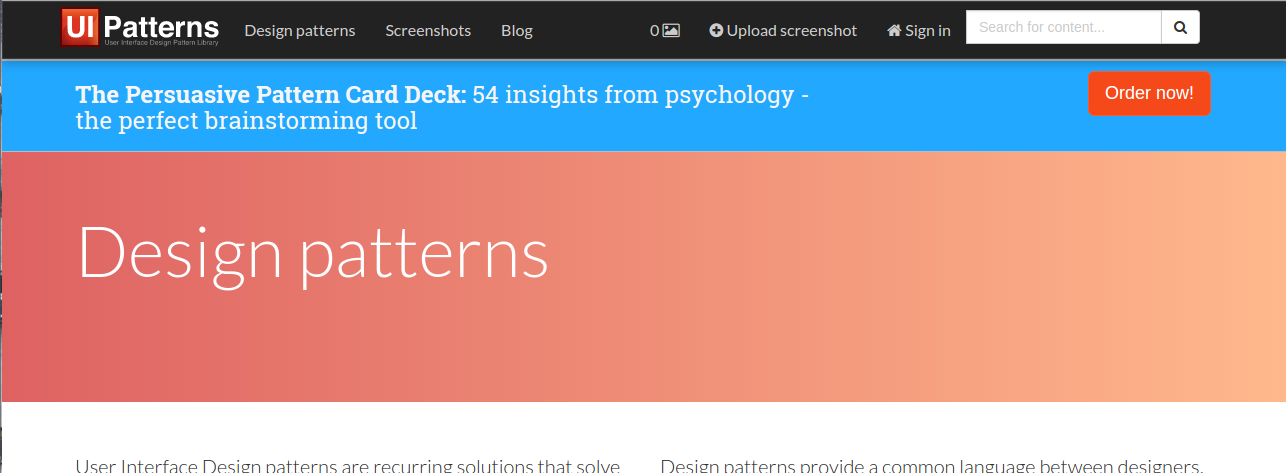 UI Patterns
User Interface Design Pattern Library
Design patterns Screenshots Blog 0 Upload screenshot Sign in Search for content...
The Persuasive Pattern Card Deck: 54 insights from psychology -
the perfect brainstorming tool
Order now!
Design patterns
User Interface Design patterns are recurring solutions that solve
Design patterns provide a common language between designers.